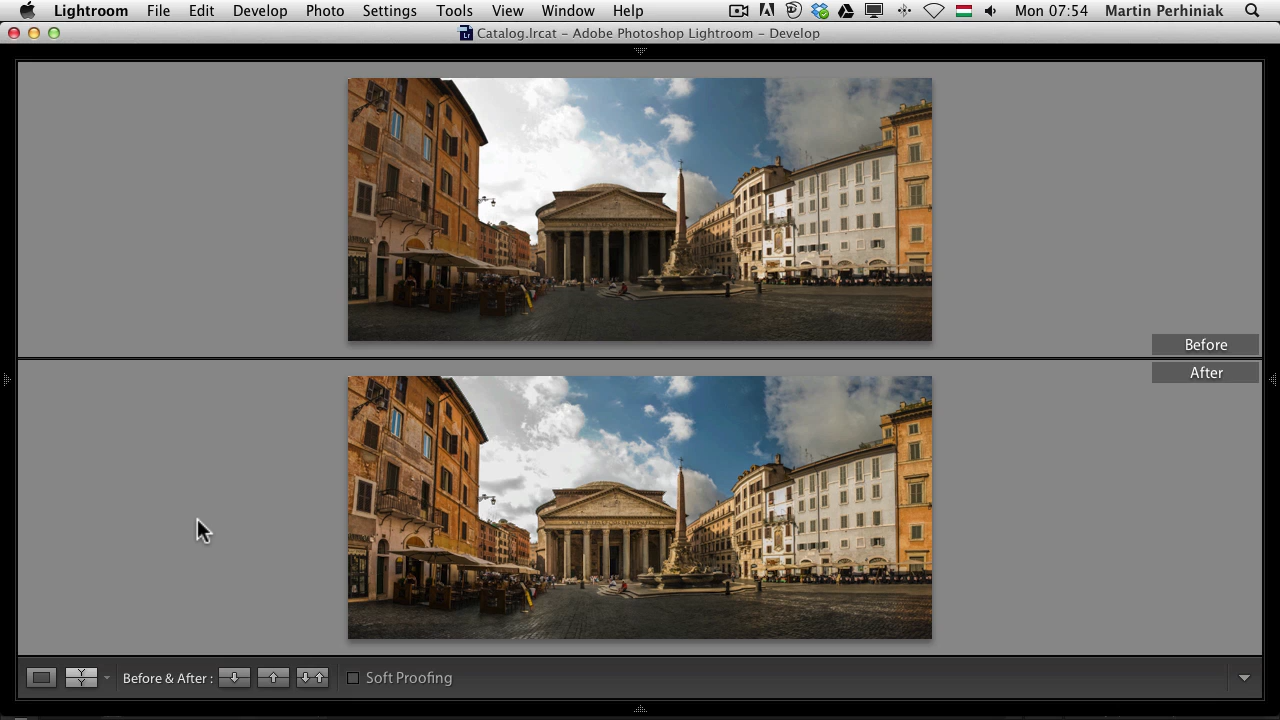 Lightroom File Edit Develop Photo Settings Tools View Window Help Mon 07:54 Martin Perhiniak
Lr Catalog.lrcat – Adobe Photoshop Lightroom – Develop
Before
After
Y Y Before & After : Soft Proofing